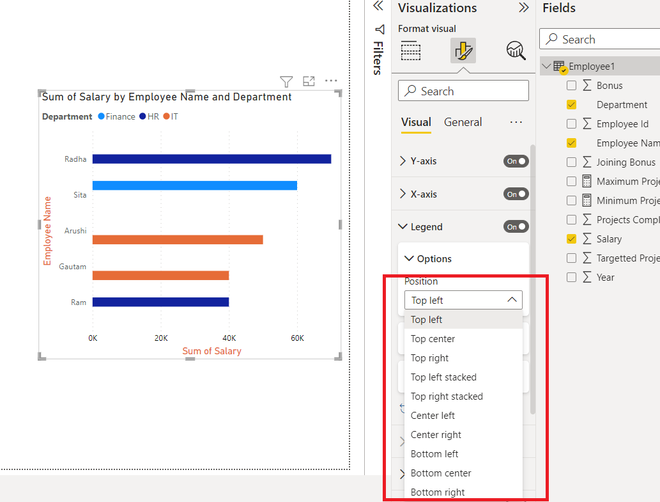 Sum of Salary by Employee Name and Department
Department Finance HR IT
Employee Name
Radha
Sita
Arushi
Gautam
Ram
0K 20K 40K 60K
Sum of Salary
Filters
Visualizations
Format visual
Search
Visual General
Y-axis On
X-axis On
Legend On
Options
Position
Top left
Top left
Top center
Top right
Top left stacked
Top right stacked
Center left
Center right
Bottom left
Bottom center
Bottom right
Fields
Search
Employee1
Bonus
Department
Employee Id
Employee Nam
Joining Bonus
Maximum Proje
Minimum Proje
Projects Compl
Salary
Targetted Proje
Year